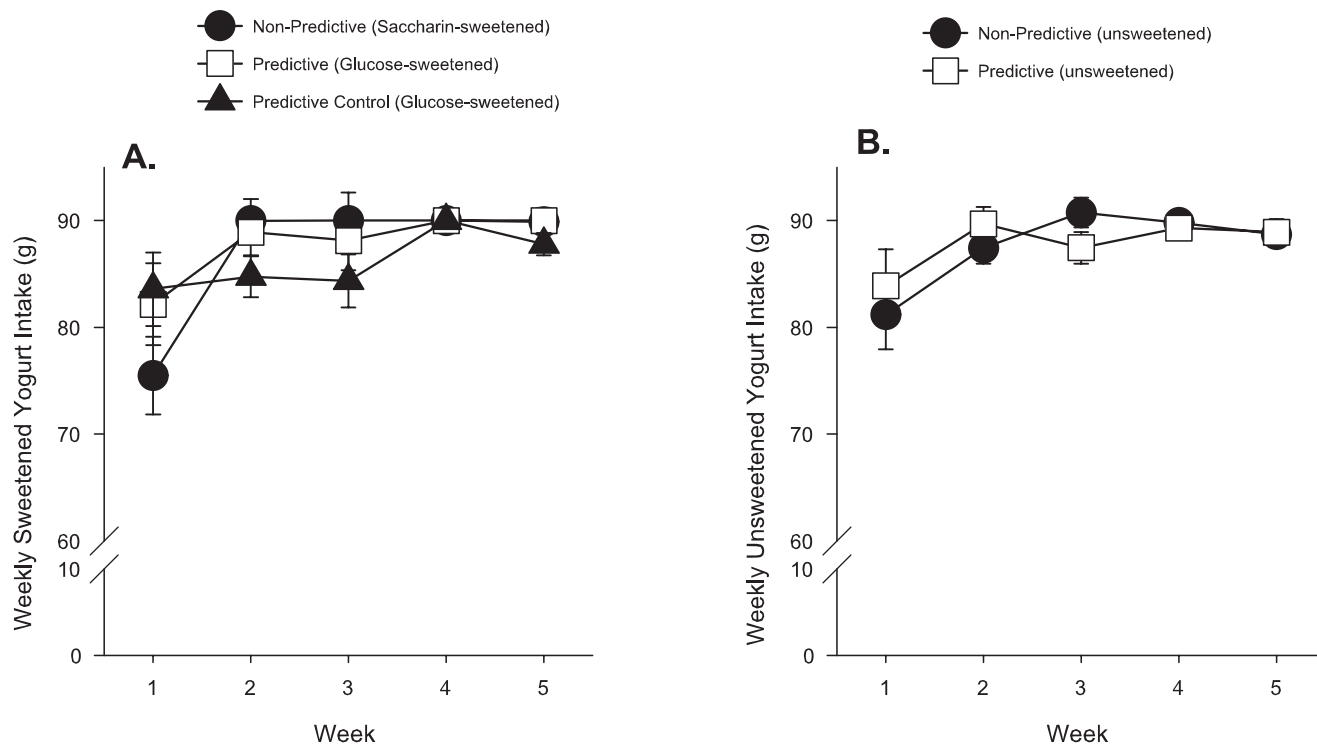 Non-Predictive (Saccharin-sweetened)
Predictive (Glucose-sweetened)
Predictive Control (Glucose-sweetened)
A.
Weekly Sweetened Yogurt Intake (g)
90
80
70
60
10
0
1 2 3 4 5
Week
Non-Predictive (unsweetened)
Predictive (unsweetened)
B.
Weekly Unsweetened Yogurt Intake (g)
90
80
70
60
10
0
1 2 3 4 5
Week